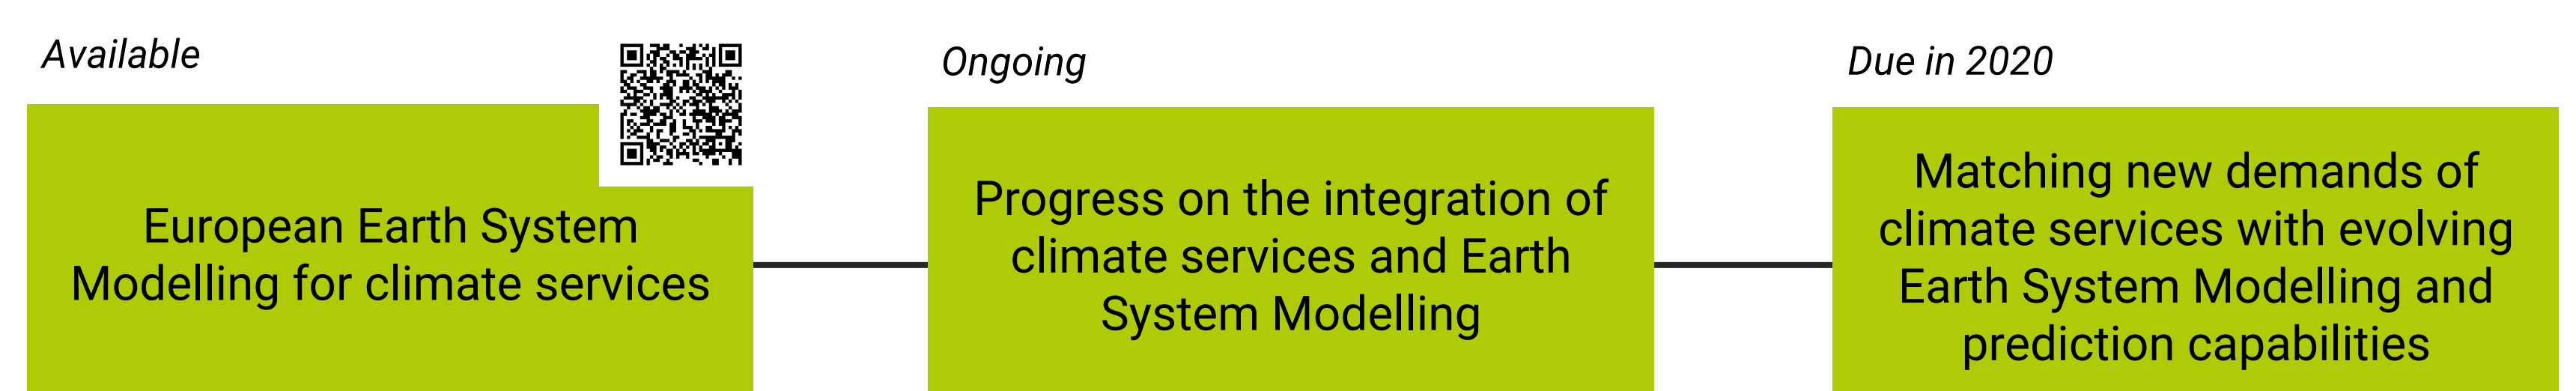 Available
European Earth System
Modelling for climate services
Ongoing
Progress on the integration of
climate services and Earth
System Modelling
Due in 2020
Matching new demands of
climate services with evolving
Earth System Modelling and
prediction capabilities